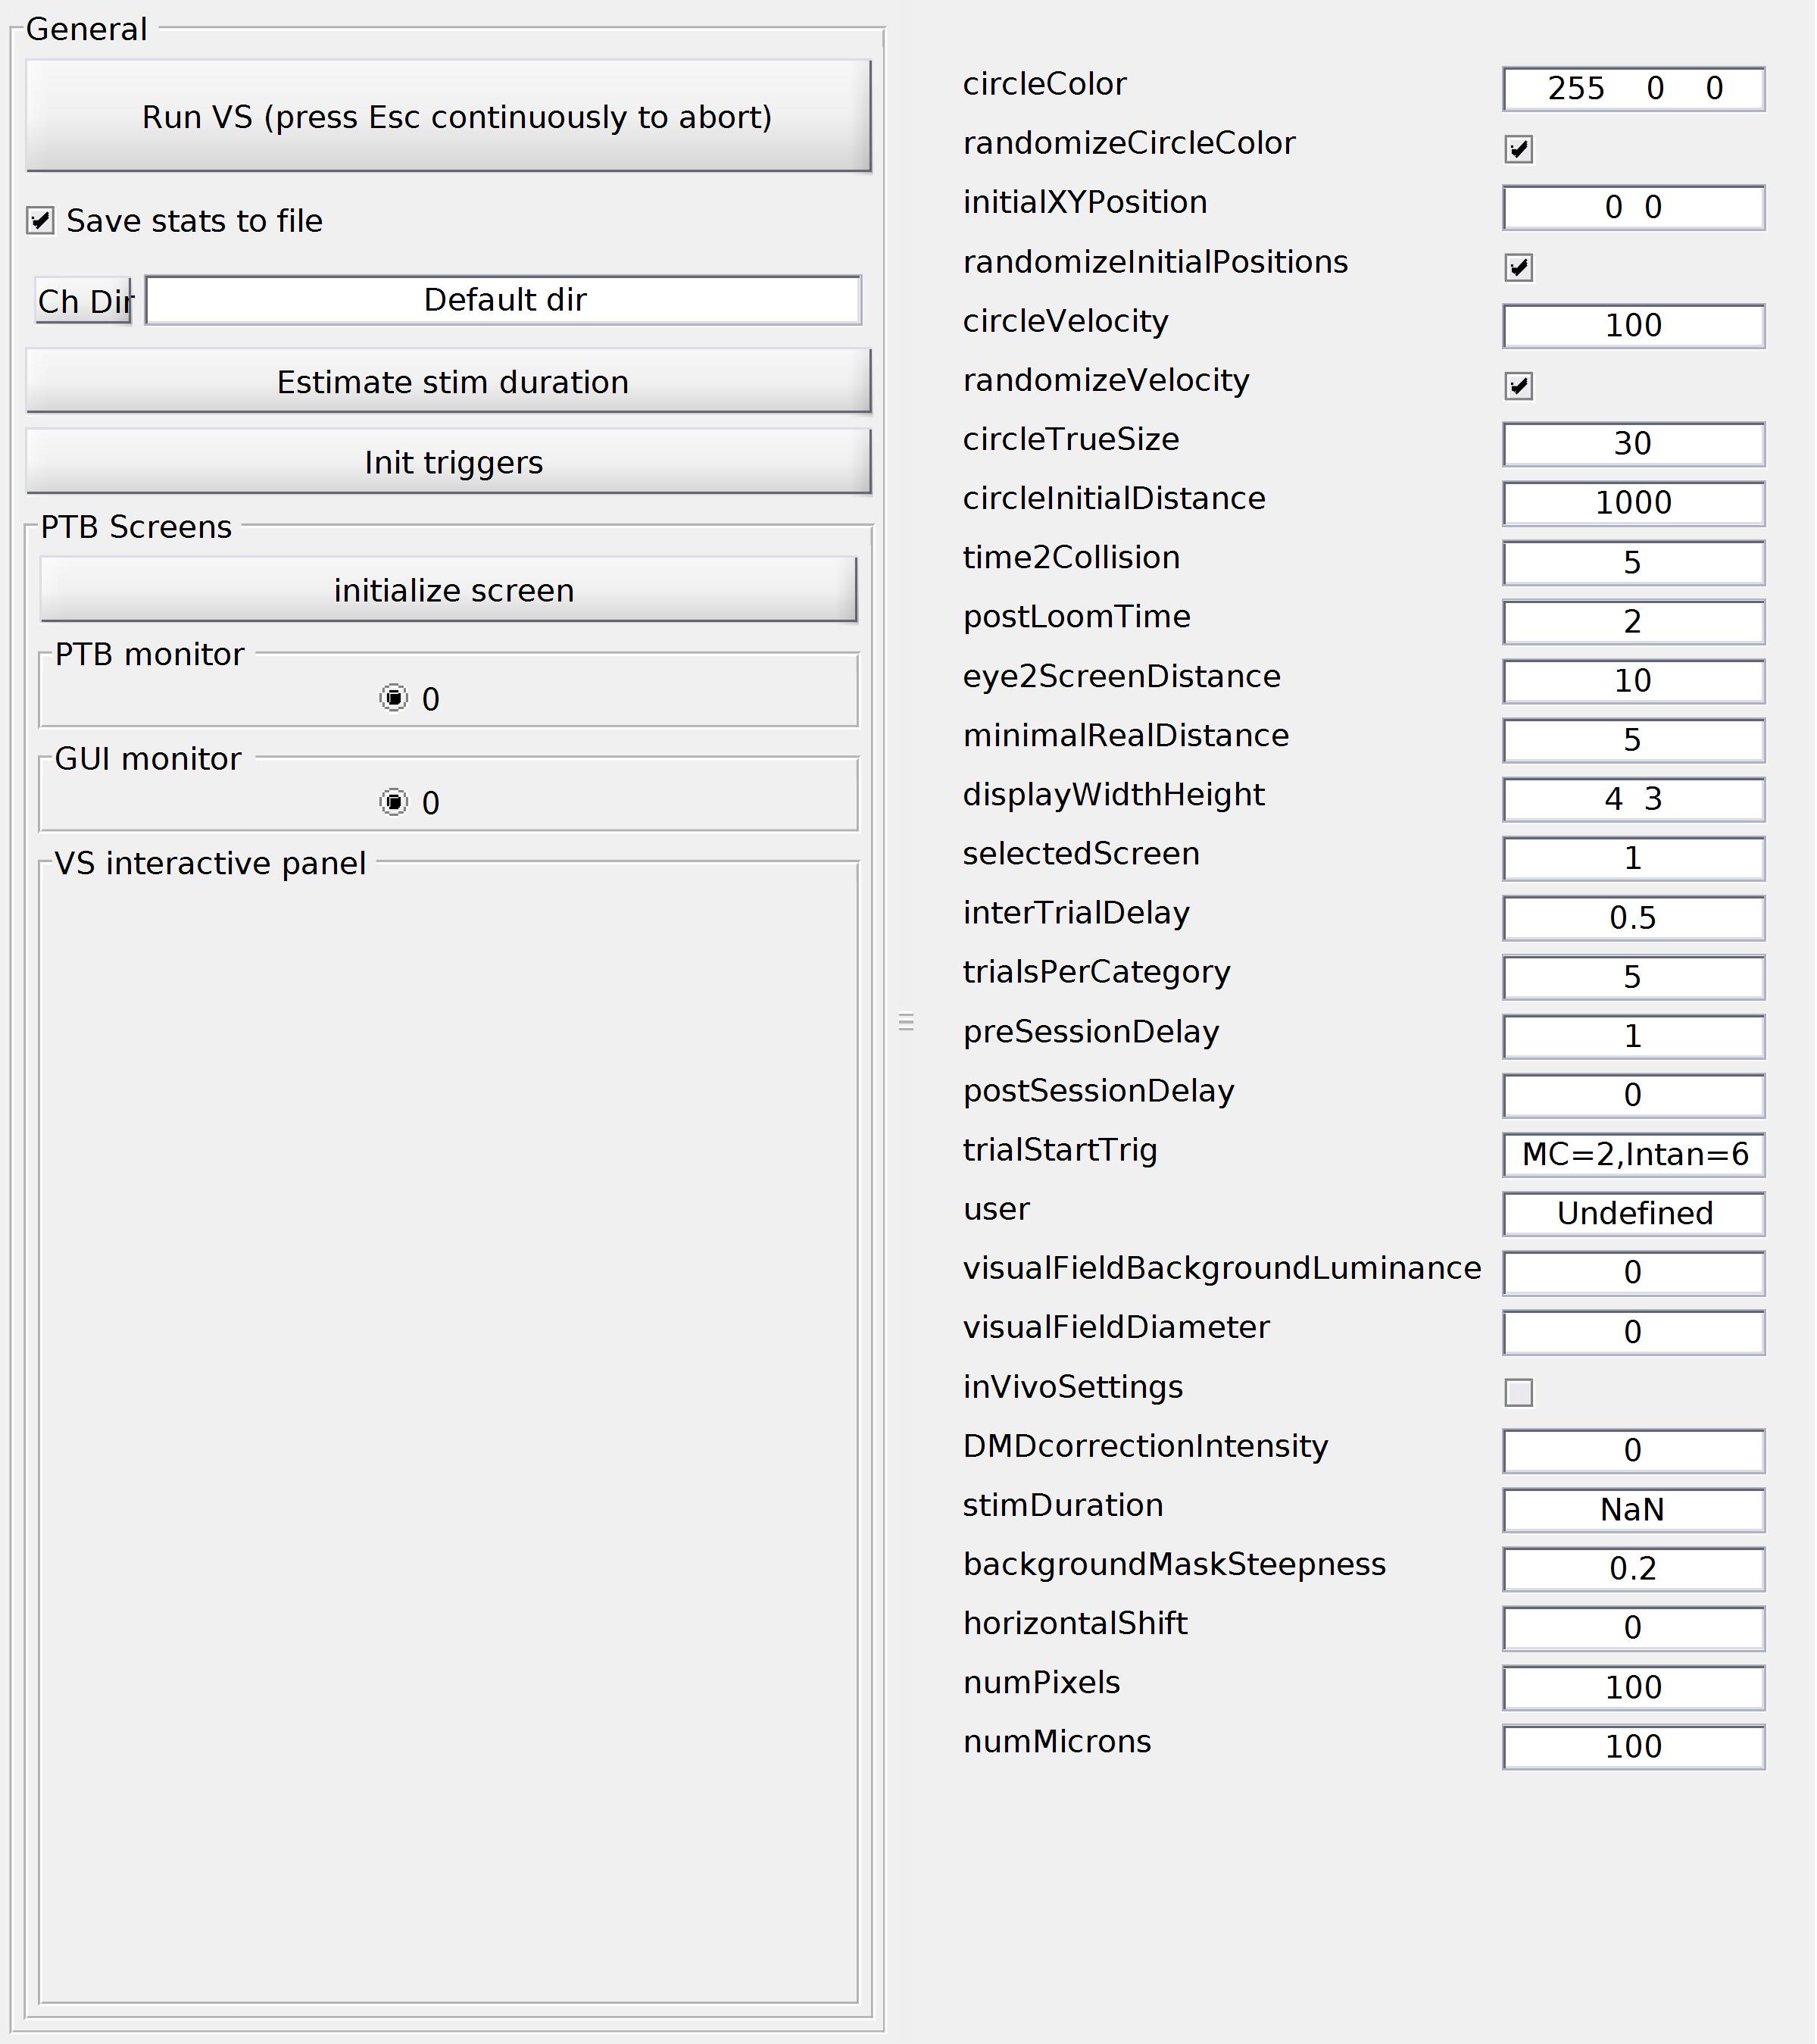 General
Run VS (press Esc continuously to abort)
Save stats to file
Ch Dir Default dir
Estimate stim duration
Init triggers
PTB Screens
initialize screen
PTB monitor
0
GUI monitor
0
VS interactive panel
circleColor 255 0 0
randomizeCircleColor
initialXYPosition 0 0
randomizeInitialPositions
circleVelocity 100
randomizeVelocity
circleTrueSize 30
circleInitialDistance 1000
time2Collision 5
postLoomTime 2
eye2ScreenDistance 10
minimalRealDistance 5
displayWidthHeight 4 3
selectedScreen 1
interTrialDelay 0.5
trialsPerCategory 5
preSessionDelay 1
postSessionDelay 0
trialStartTrig MC=2,Intan=6
user Undefined
visualFieldBackgroundLuminance 0
visualFieldDiameter 0
inVivoSettings
DMDcorrectionIntensity 0
stimDuration NaN
backgroundMaskSteepness 0.2
horizontalShift 0
numPixels 100
numMicrons 100